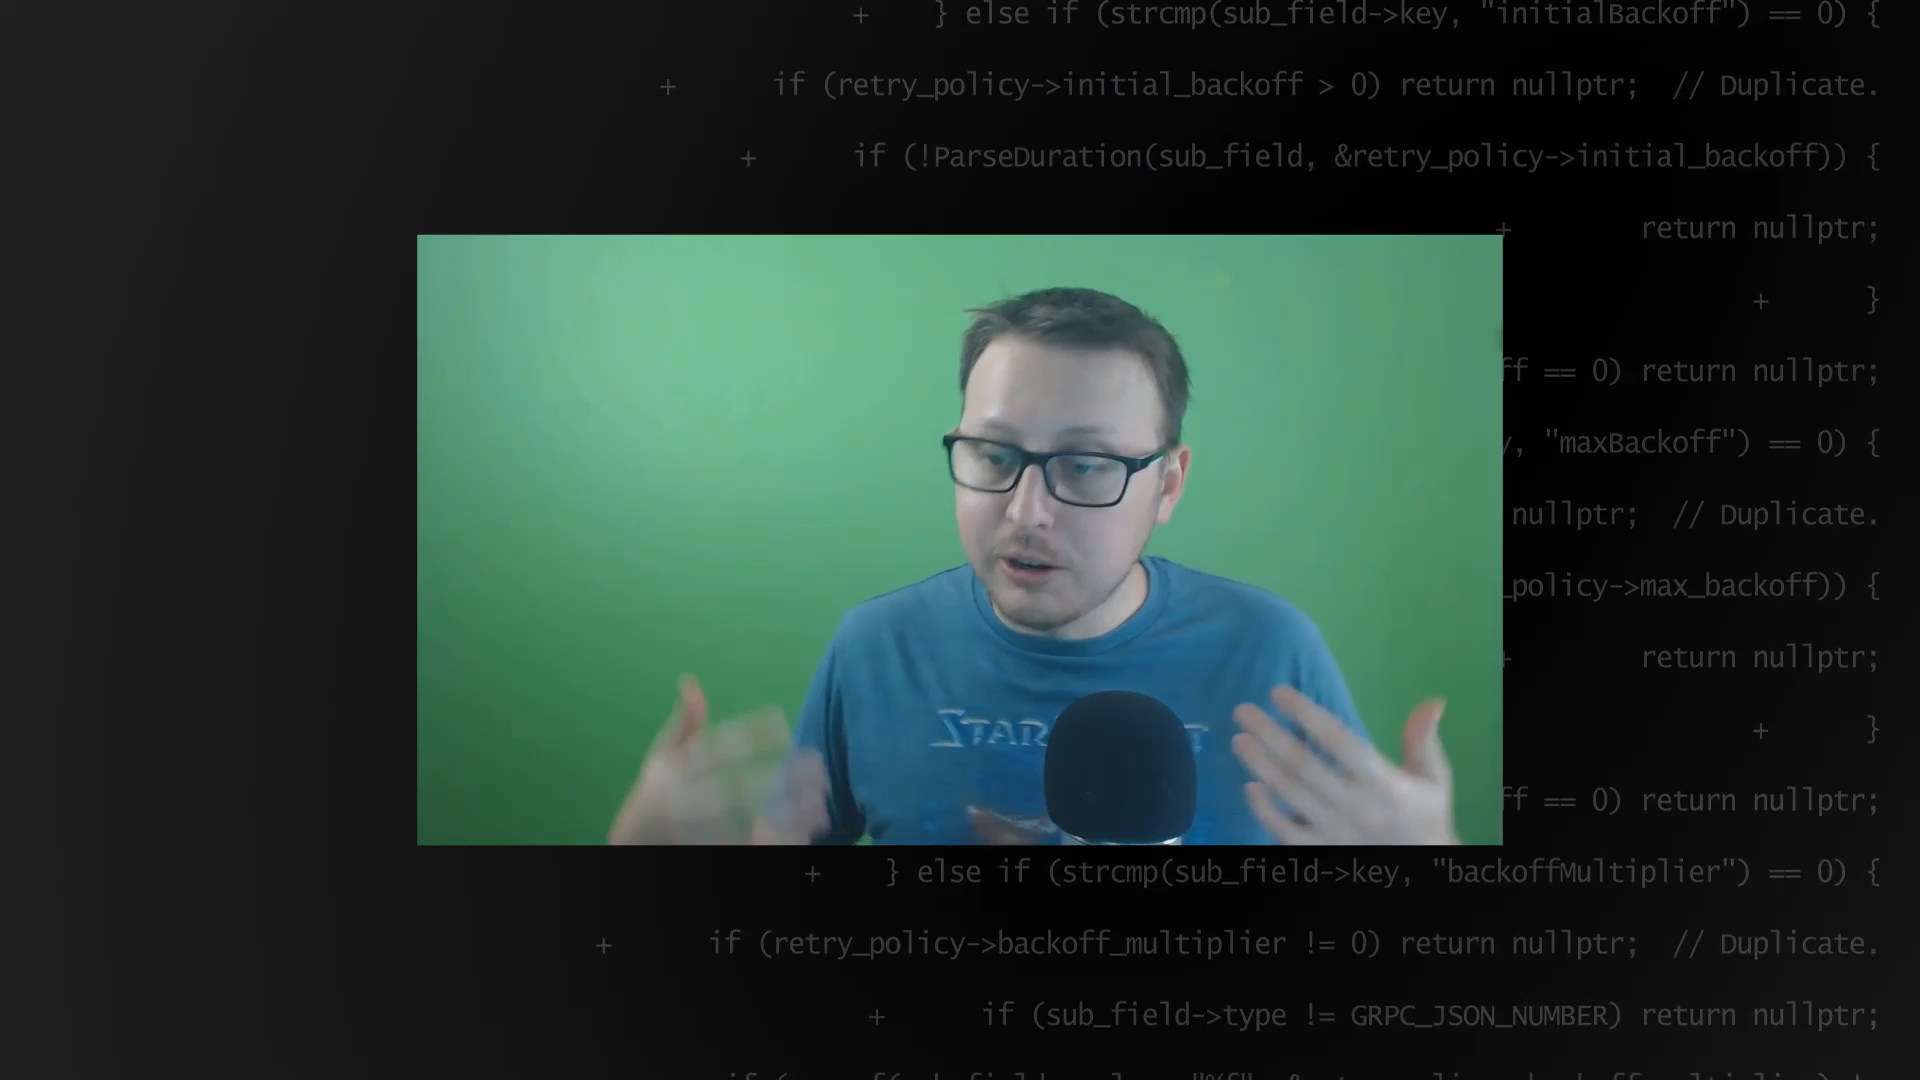 +    } else if (strcmp(sub_field->key, "initialBackoff") == 0) {
+      if (retry_policy->initial_backoff > 0) return nullptr;  // Duplicate.
+      if (!ParseDuration(sub_field, &retry_policy->initial_backoff)) {
+        return nullptr;
+      }
ff == 0) return nullptr;
, "maxBackoff") == 0) {
nullptr;  // Duplicate.
_policy->max_backoff)) {
return nullptr;
+      }
ff == 0) return nullptr;
STAR
+    } else if (strcmp(sub_field->key, "backoffMultiplier") == 0) {
+      if (retry_policy->backoff_multiplier != 0) return nullptr;  // Duplicate.
+      if (sub_field->type != GRPC_JSON_NUMBER) return nullptr;